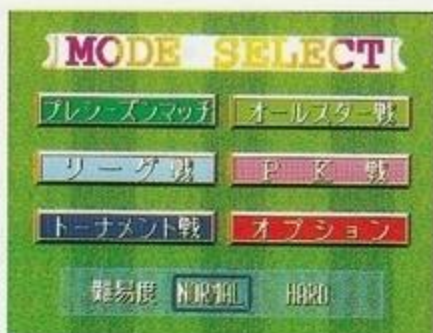 MODE SELECT
プレシーズンマッチ オールスター戦
リーグ戦 PK戦
トーナメント戦 オプション
難易度 NORMAL HARD